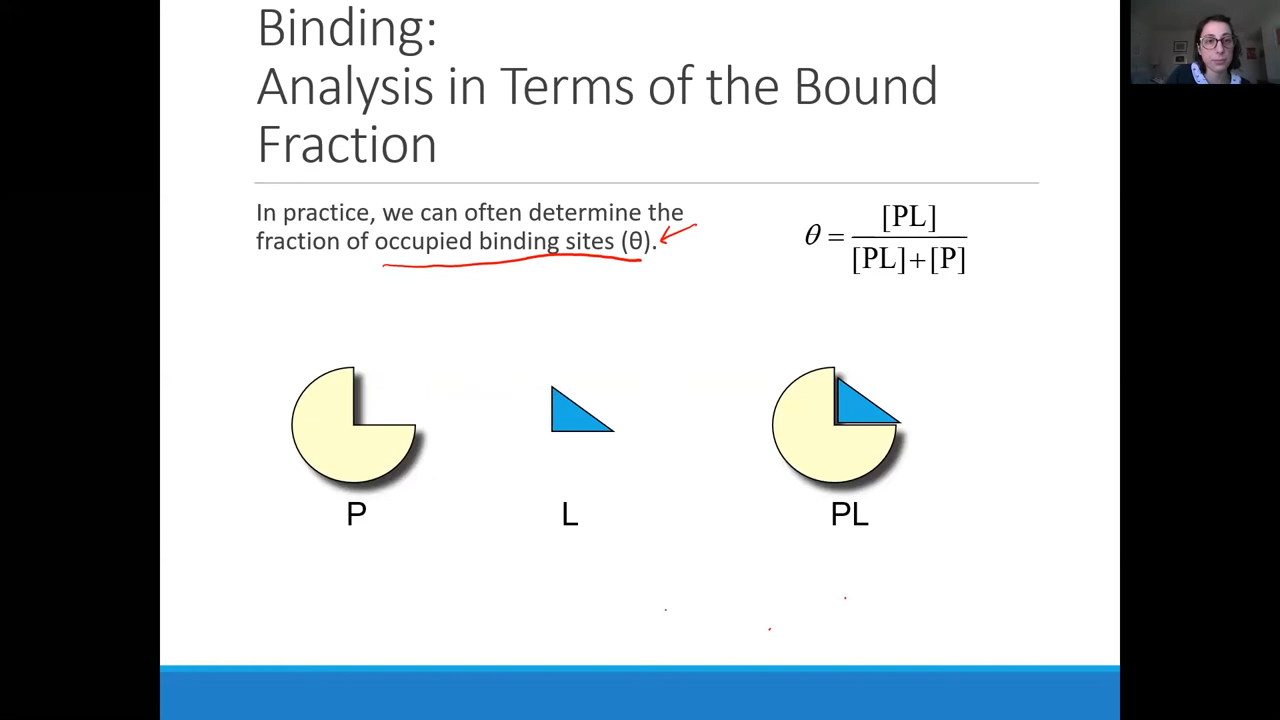 Binding:
Analysis in Terms of the Bound
Fraction
In practice, we can often determine the
fraction of occupied binding sites (θ).
θ = [PL]
[PL]+[P]
P
L
PL